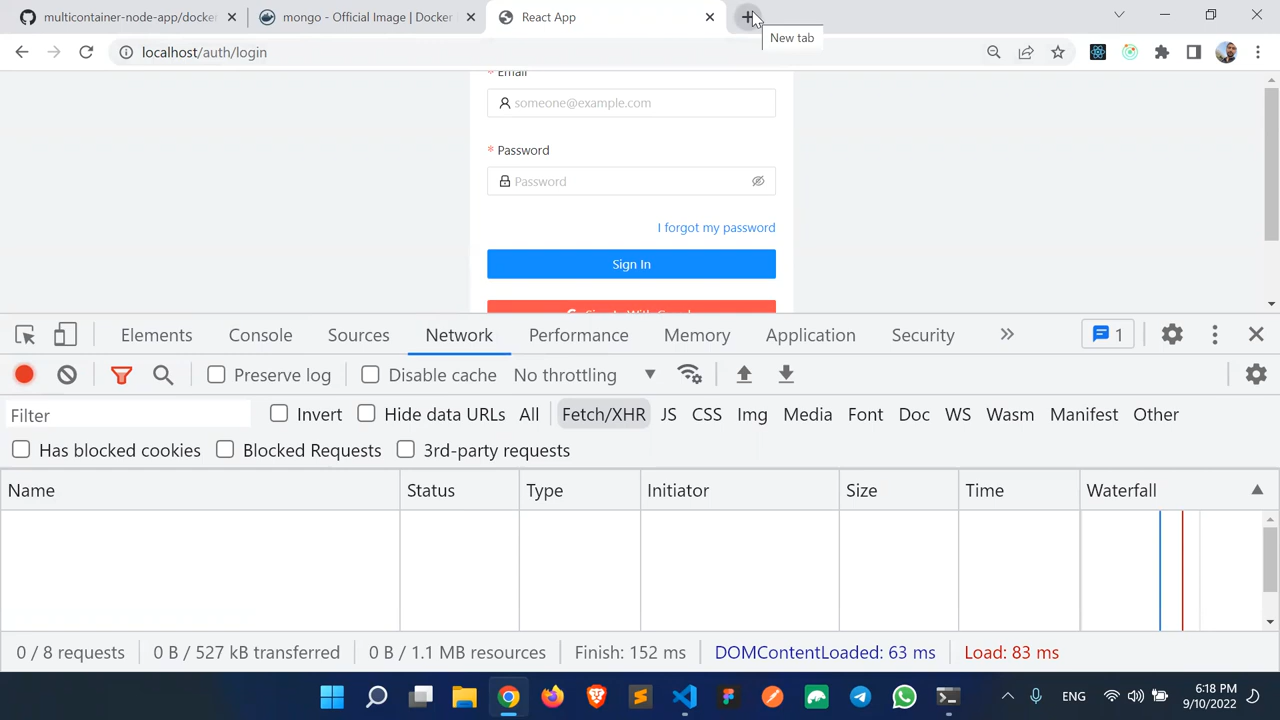 multicontainer-node-app/docker
mongo - Official Image | Docker
React App
New tab
localhost/auth/login
* Email
someone@example.com
* Password
Password
I forgot my password
Sign In
Elements
Console
Sources
Network
Performance
Memory
Application
Security
1
Preserve log
Disable cache
No throttling
Filter
Invert
Hide data URLs
All
Fetch/XHR
JS
CSS
Img
Media
Font
Doc
WS
Wasm
Manifest
Other
Has blocked cookies
Blocked Requests
3rd-party requests
Name
Status
Type
Initiator
Size
Time
Waterfall
0 / 8 requests
0 B / 527 kB transferred
0 B / 1.1 MB resources
Finish: 152 ms
DOMContentLoaded: 63 ms
Load: 83 ms
ENG
6:18 PM
9/10/2022